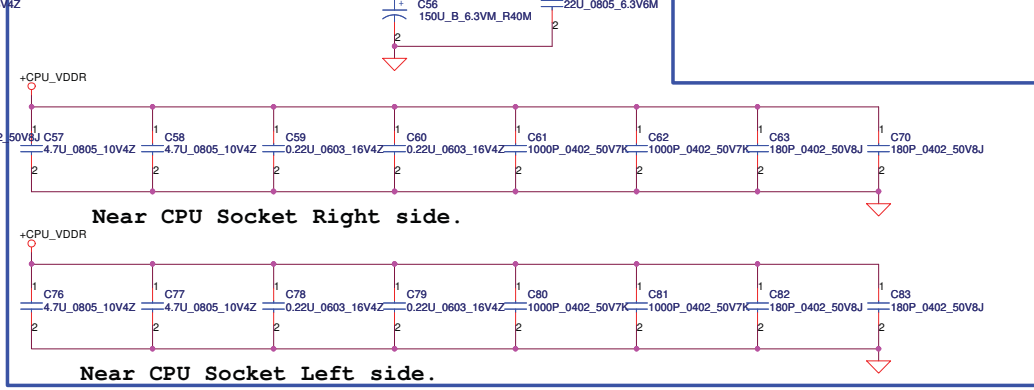 V4Z
+
C56
22U_0805_6.3V6M
150U_B_6.3VM_R40M
2
2
+CPU_VDDR
1 1 1 1 1 1 1 1
_50V8J C57 C58 C59 C60 C61 C62 C63 C70
4.7U_0805_10V4Z 4.7U_0805_10V4Z 0.22U_0603_16V4Z 0.22U_0603_16V4Z 1000P_0402_50V7K 1000P_0402_50V7K 180P_0402_50V8J 180P_0402_50V8J
2 2 2 2 2 2 2 2
Near CPU Socket Right side.
+CPU_VDDR
1 1 1 1 1 1 1 1
C76 C77 C78 C79 C80 C81 C82 C83
4.7U_0805_10V4Z 4.7U_0805_10V4Z 0.22U_0603_16V4Z 0.22U_0603_16V4Z 1000P_0402_50V7K 1000P_0402_50V7K 180P_0402_50V8J 180P_0402_50V8J
2 2 2 2 2 2 2 2
Near CPU Socket Left side.